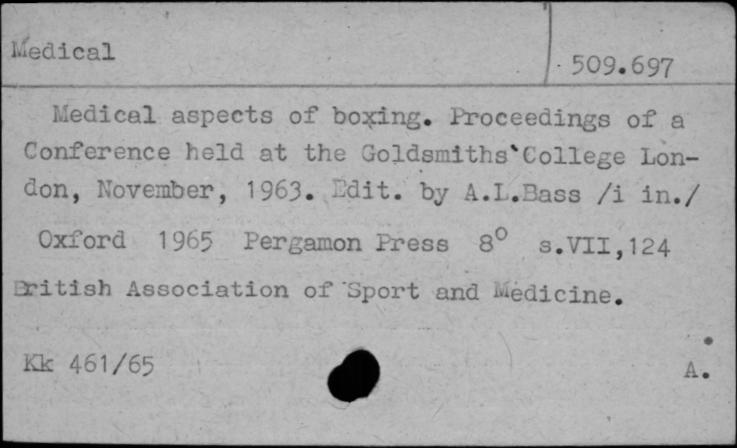 Medical
509.697
Medical aspects of boxing. Proceedings of a
Conference held at the Goldsmiths'College Lon-
don, November, 1963. Edit. by A.L.Bass /i in./
Oxford 1965 Pergamon Press 8° s.VII,124
British Association of Sport and Medicine.
Kk 461/65
A.